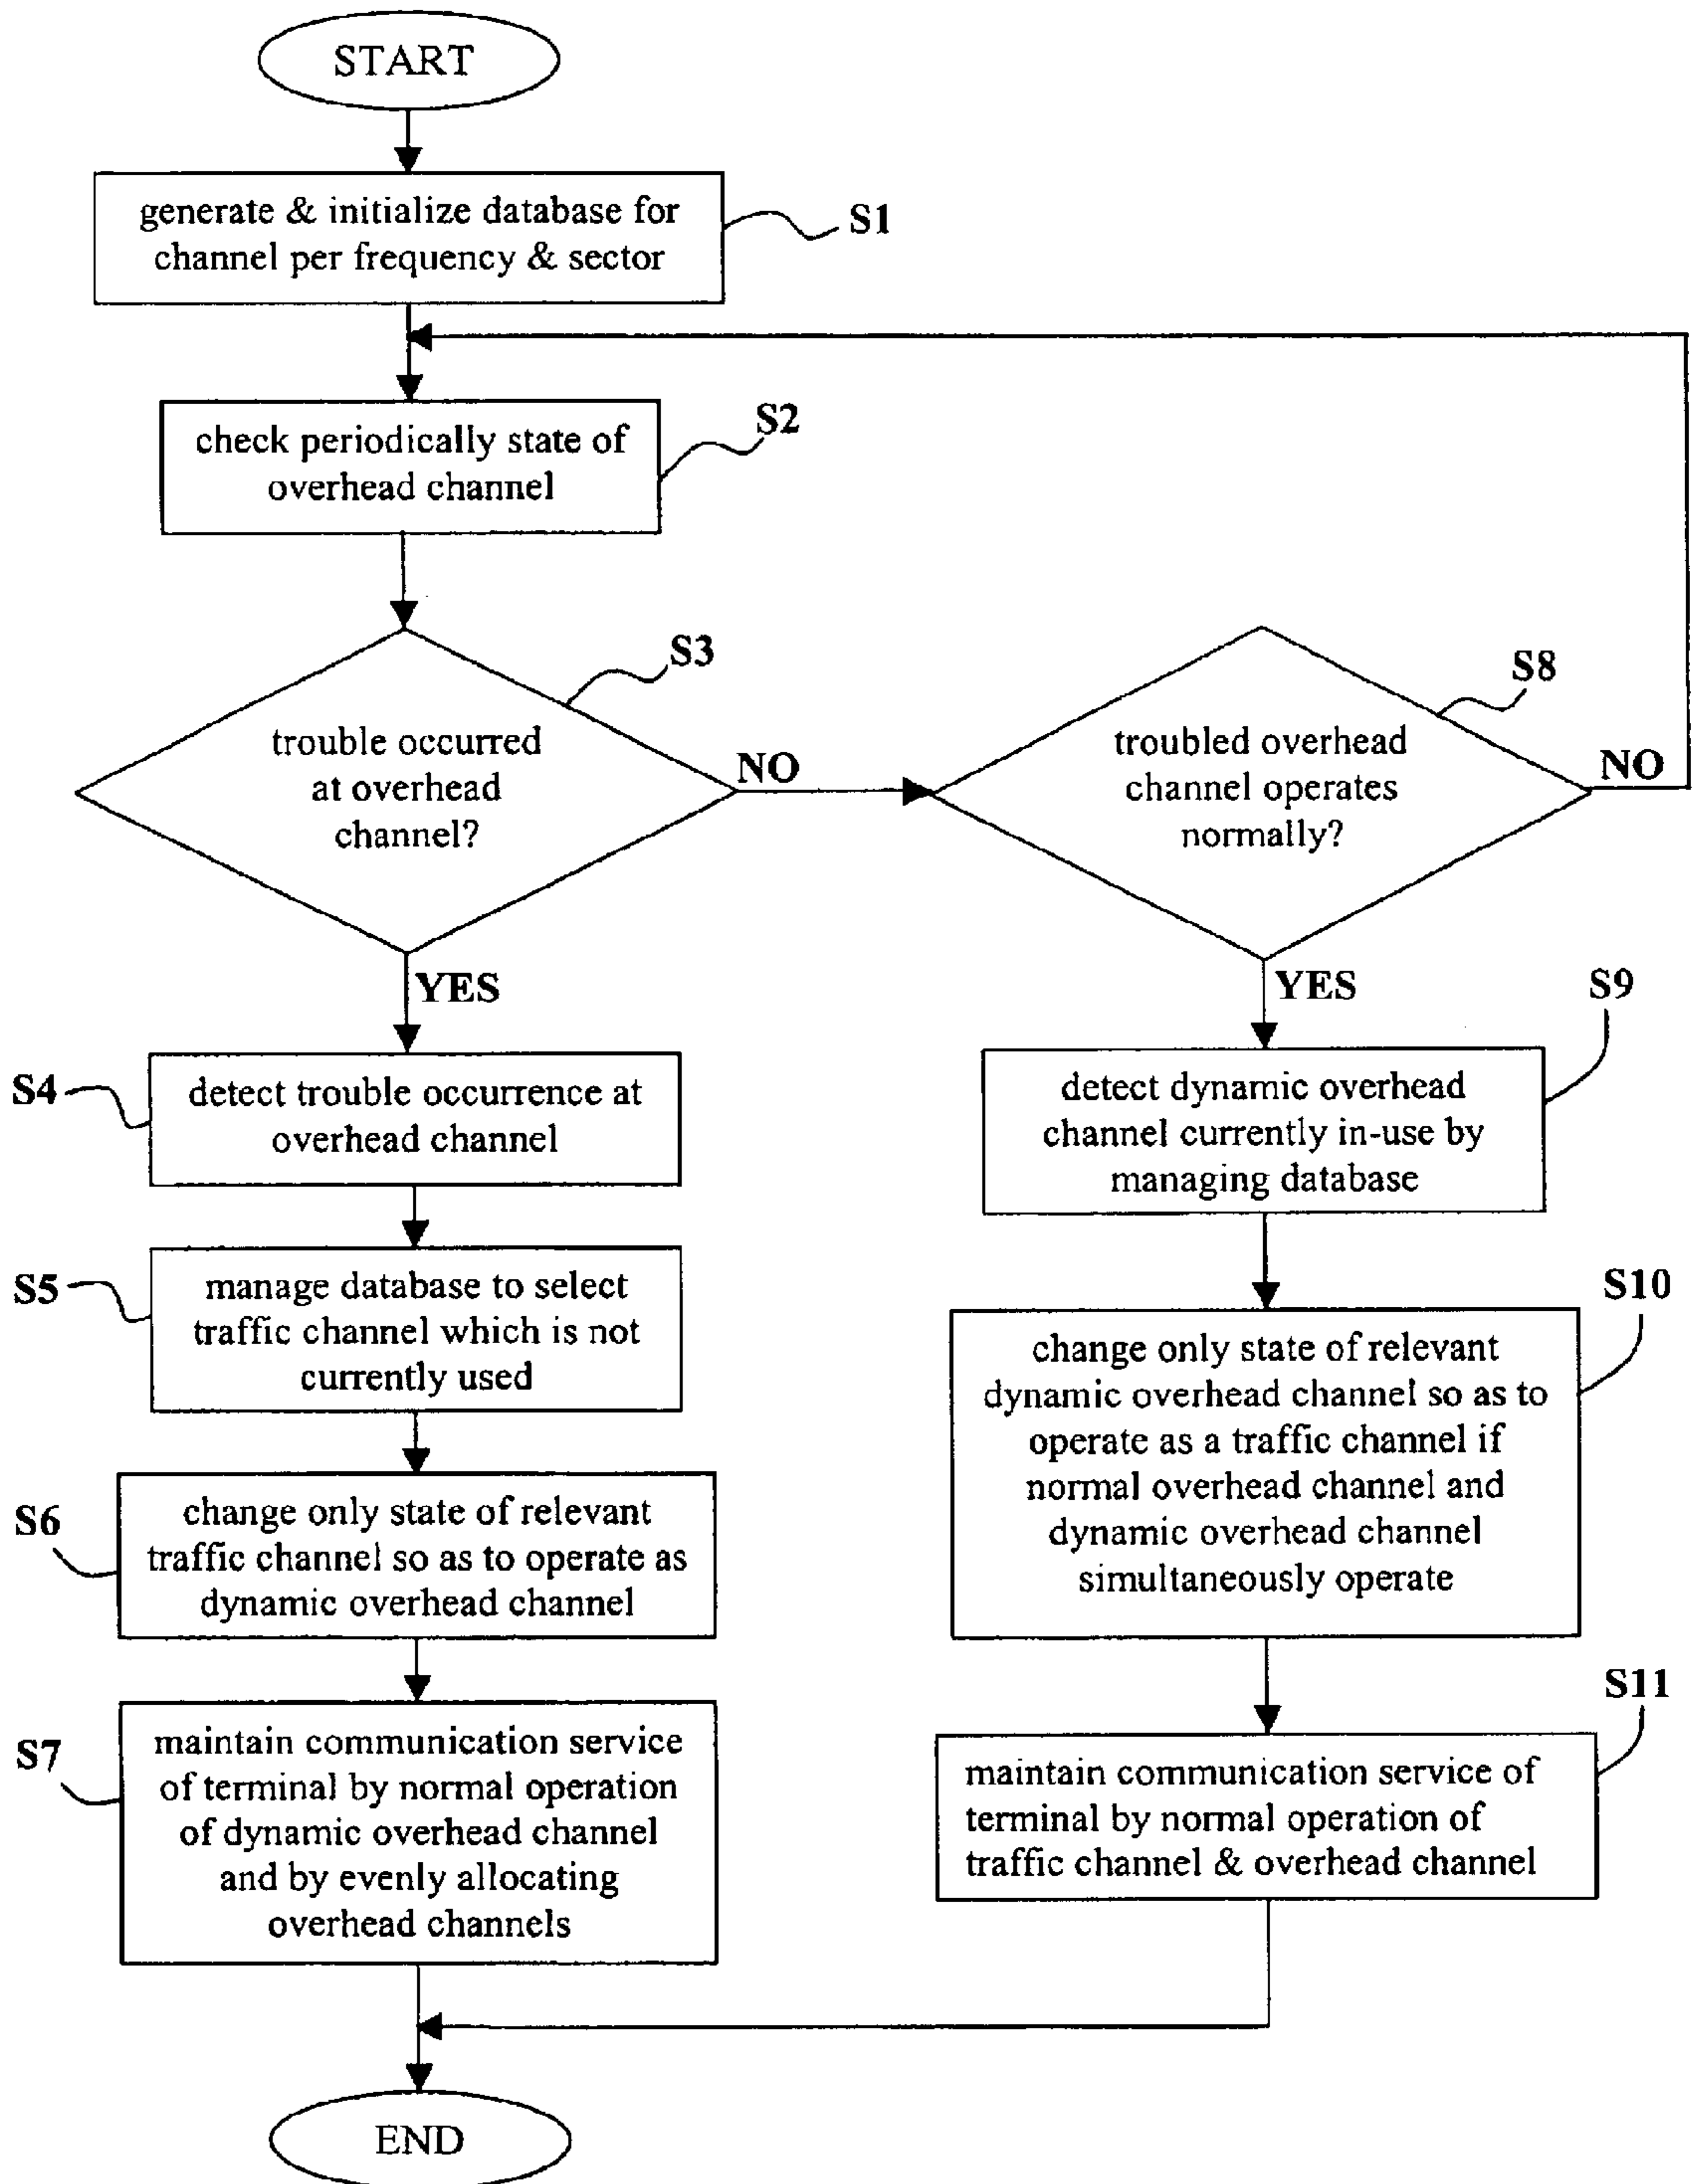 START
generate & initialize database for
channel per frequency & sector
S1
check periodically state of
overhead channel
S2
trouble occurred
at overhead
channel?
S3
NO
YES
troubled overhead
channel operates
normally?
S8
NO
YES
S4
detect trouble occurrence at
overhead channel
S5
manage database to select
traffic channel which is not
currently used
S6
change only state of relevant
traffic channel so as to operate as
dynamic overhead channel
S7
maintain communication service
of terminal by normal operation
of dynamic overhead channel
and by evenly allocating
overhead channels
S9
detect dynamic overhead
channel currently in-use by
managing database
S10
change only state of relevant
dynamic overhead channel so as to
operate as a traffic channel if
normal overhead channel and
dynamic overhead channel
simultaneously operate
S11
maintain communication service of
terminal by normal operation of
traffic channel & overhead channel
END